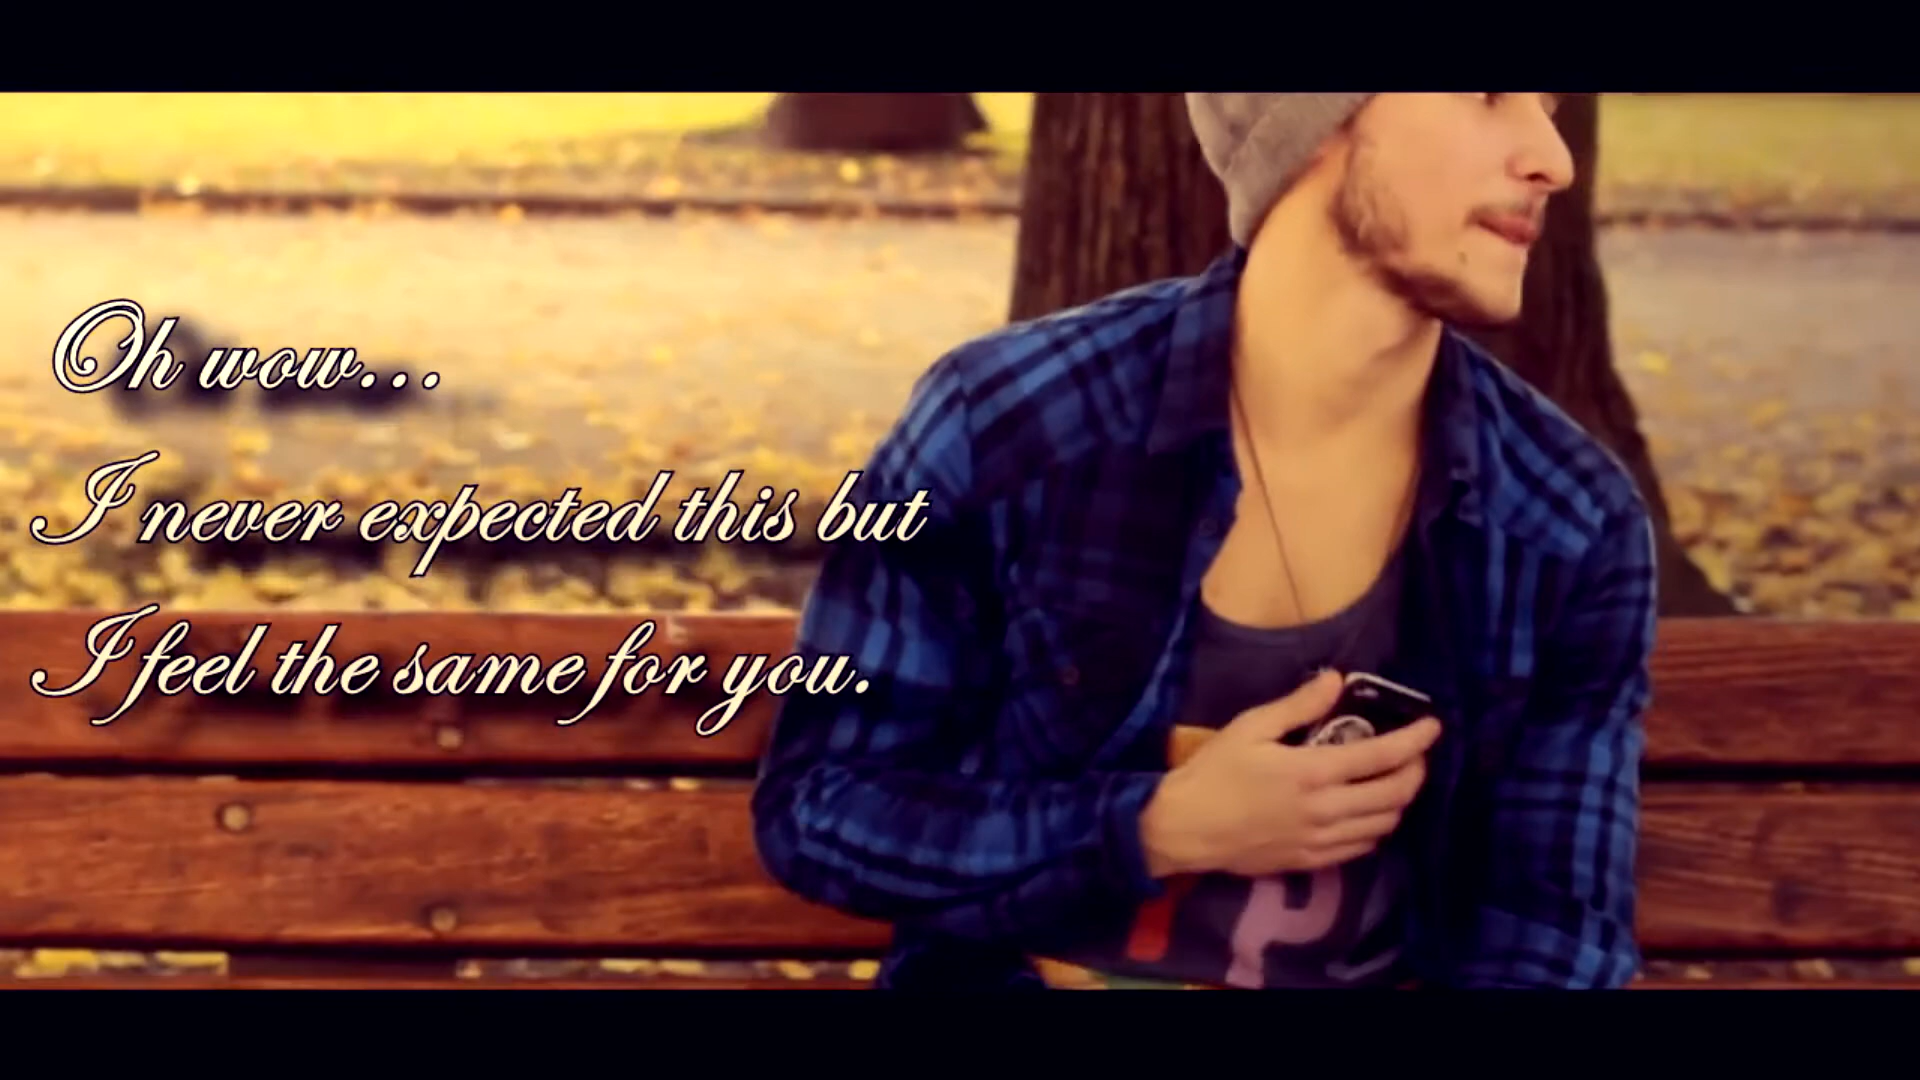 Oh wow...
I never expected this but
I feel the same for you.